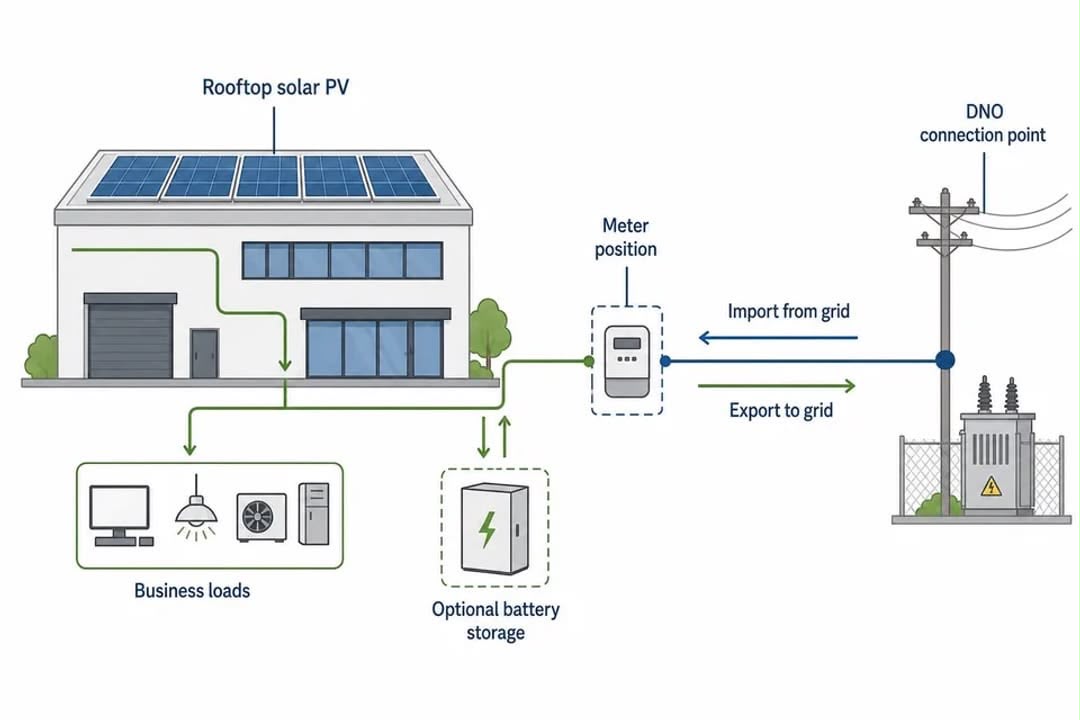 Rooftop solar PV
DNO
connection point
Meter
position
Import from grid
Export to grid
Business loads
Optional battery
storage